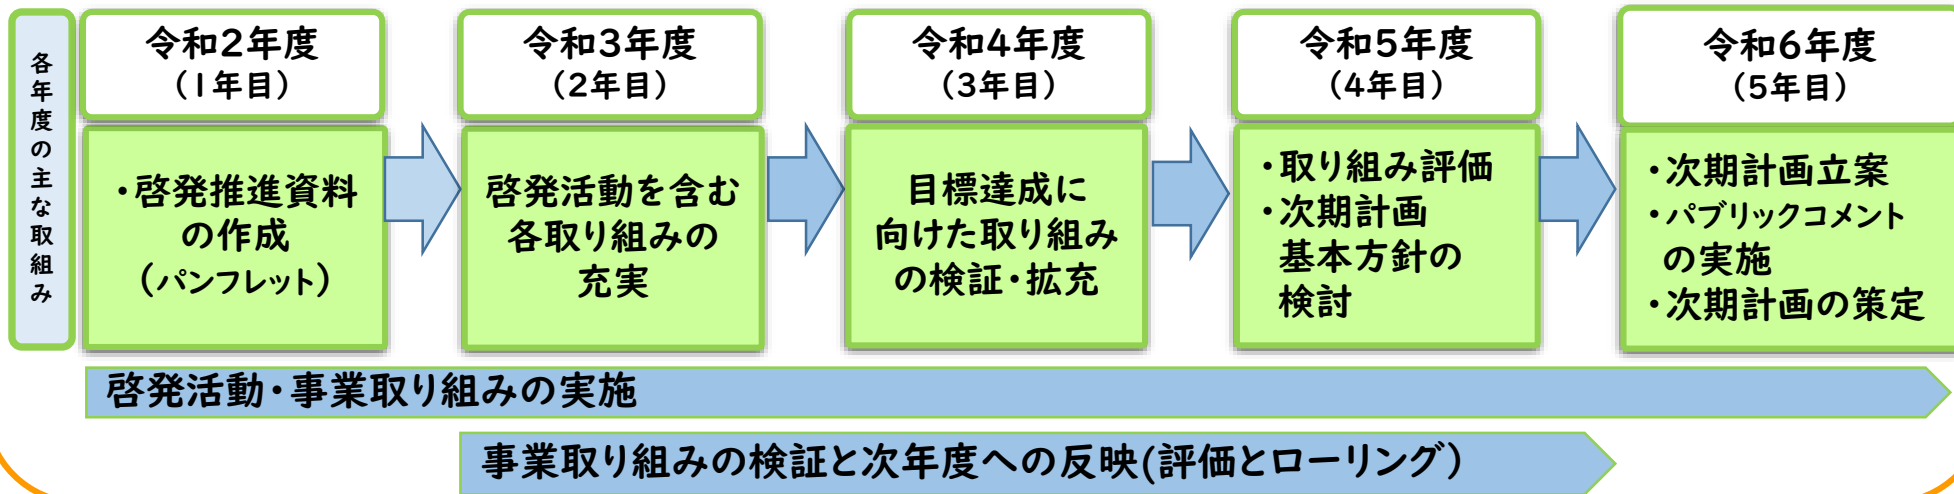 各年度の主な取組み
令和2年度
(1年目)
・啓発推進資料
の作成
(パンフレット)
令和3年度
(2年目)
啓発活動を含む
各取り組みの
充実
令和4年度
(3年目)
目標達成に
向けた取り組み
の検証・拡充
令和5年度
(4年目)
・取り組み評価
・次期計画
基本方針の
検討
令和6年度
(5年目)
・次期計画立案
・パブリックコメント
の実施
・次期計画の策定
啓発活動・事業取り組みの実施
事業取り組みの検証と次年度への反映(評価とローリング)